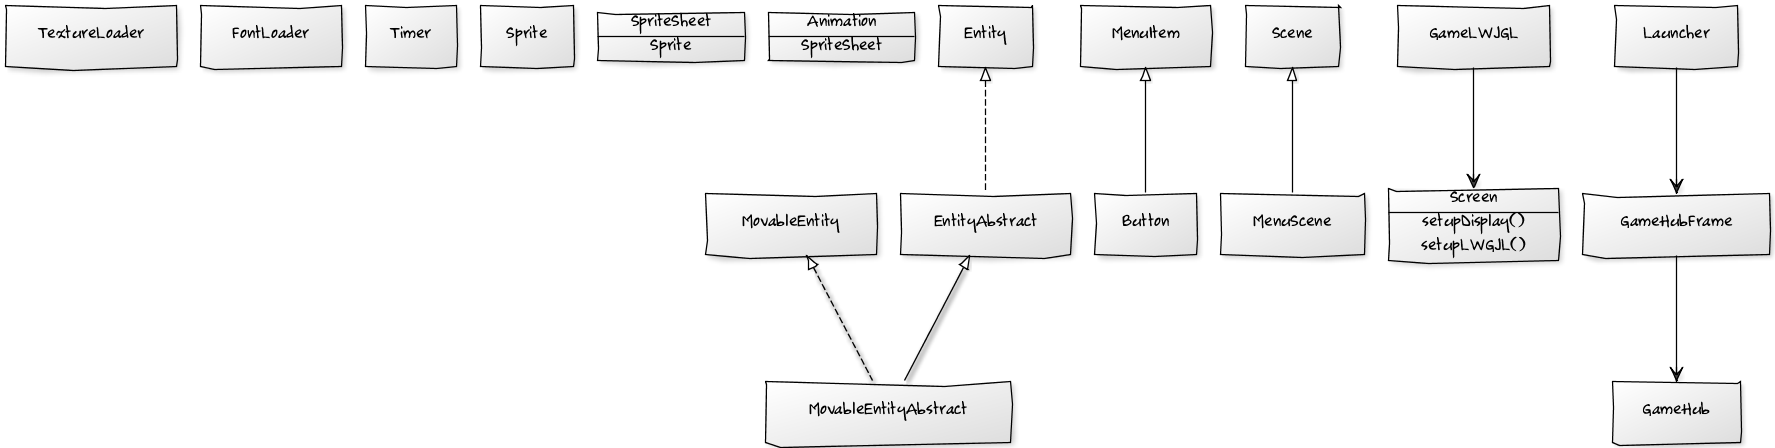 TextureLoader
FontLoader
Timer
Sprite
SpriteSheet
Sprite
Animation
SpriteSheet
Entity
MenuItem
Scene
GameLWJGL
Launcher
MovableEntity
EntityAbstract
Button
MenuScene
Screen
setupDisplay()
setupLWGJL()
GameHubFrame
MovableEntityAbstract
GameHub